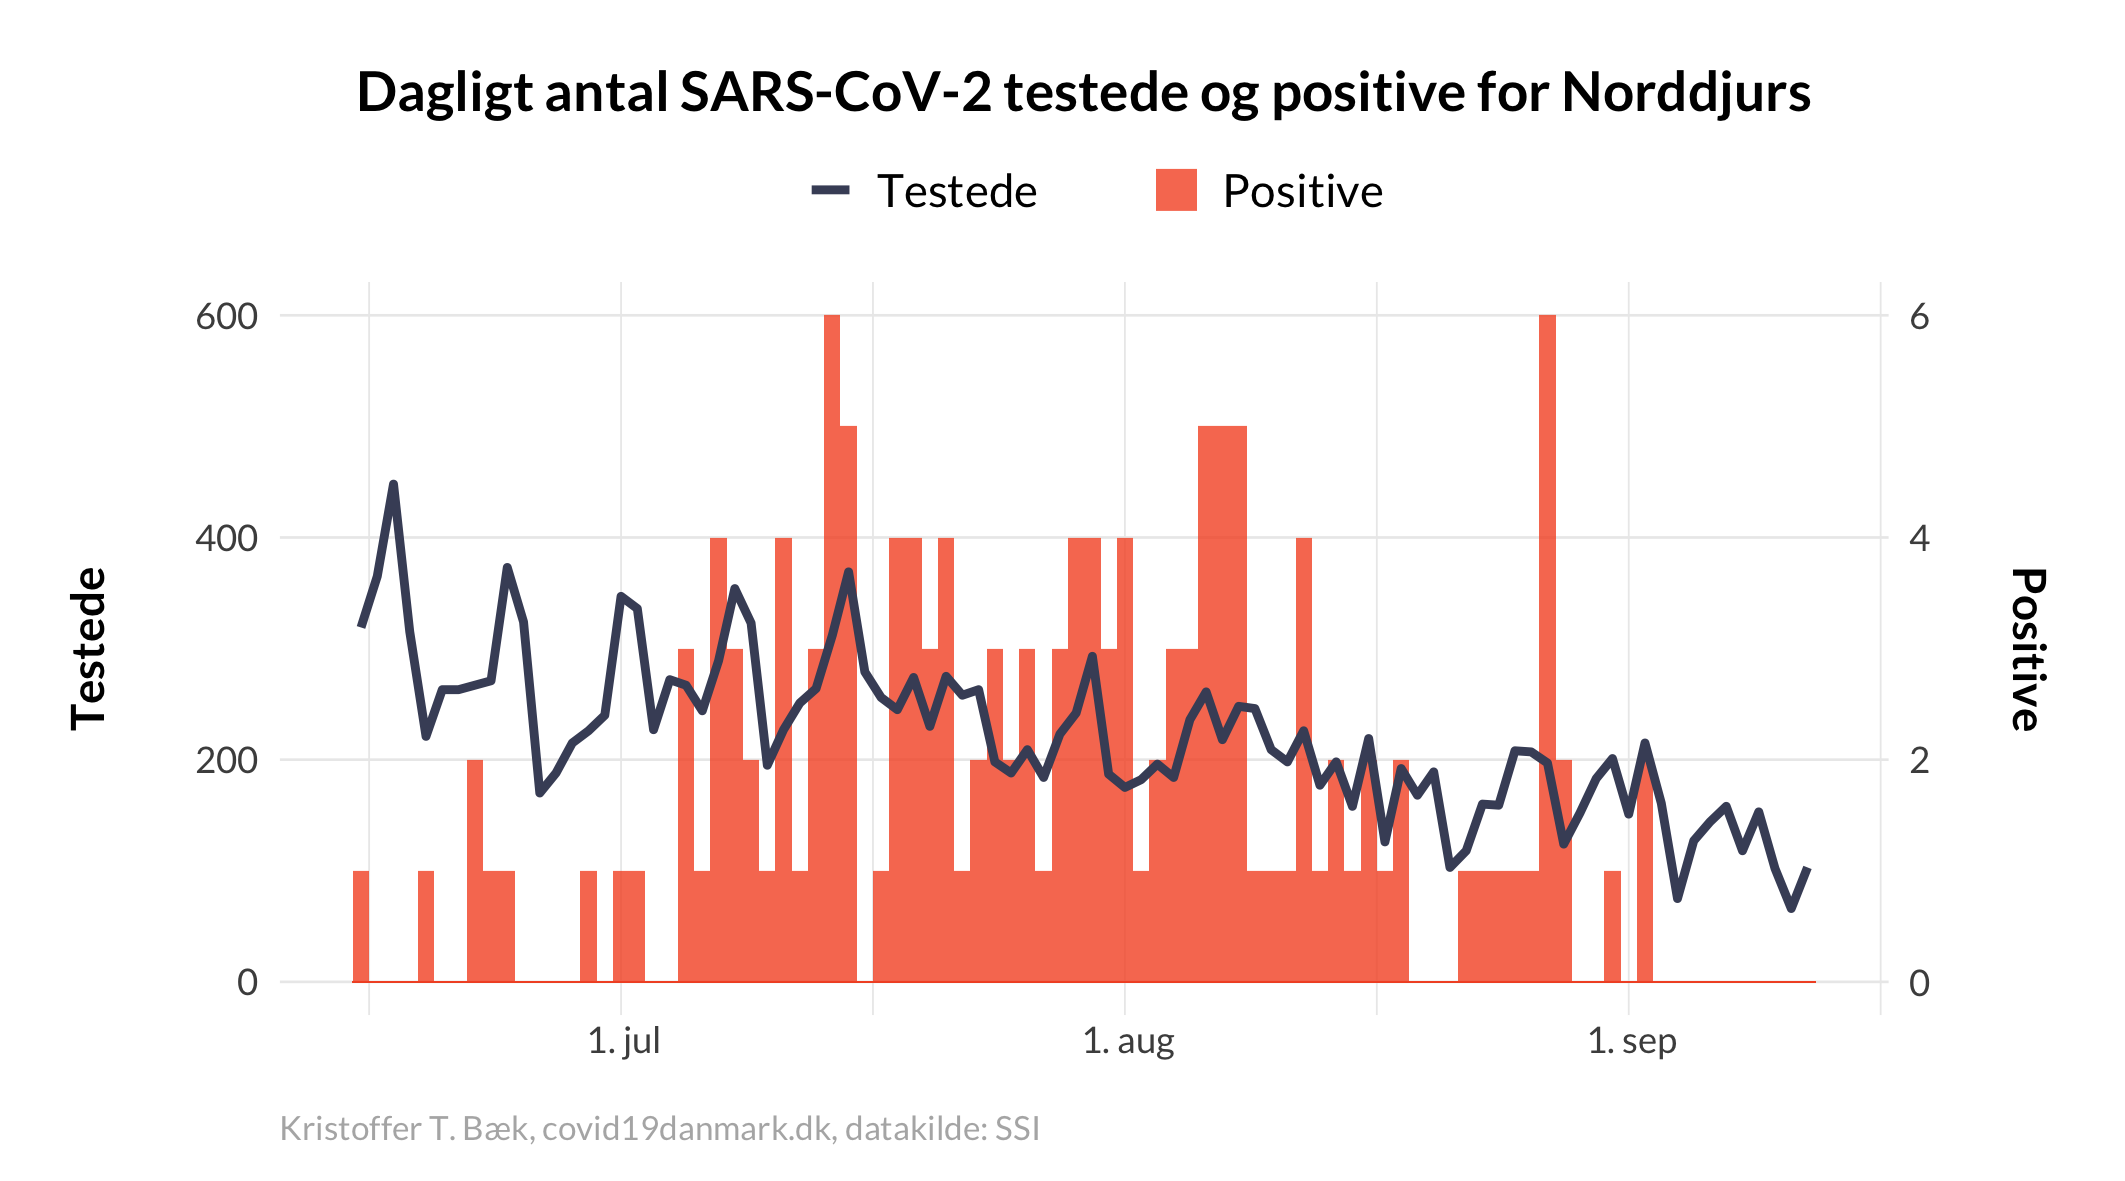 Dagligt antal SARS-CoV-2 testede og positive for Norddjurs
Testede
Positive
600
400
200
0
6
4
2
0
Testede
Positive
1. jul
1. aug
1. sep
Kristoffer T. Bæk, covid19danmark.dk, datakilde: SSI